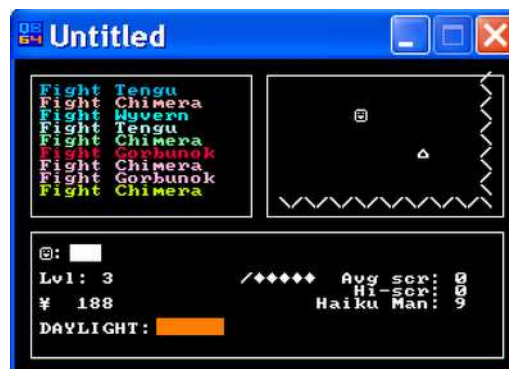 QB64 Untitled
Fight Tengu
Fight Chimera
Fight Wyvern
Fight Tengu
Fight Chimera
Fight Gorbunok
Fight Chimera
Fight Gorbunok
Fight Chimera
Lvl: 3
Avg scr: 0
Hi-scr: 0
¥ 188
Haiku Man: 9
DAYLIGHT: